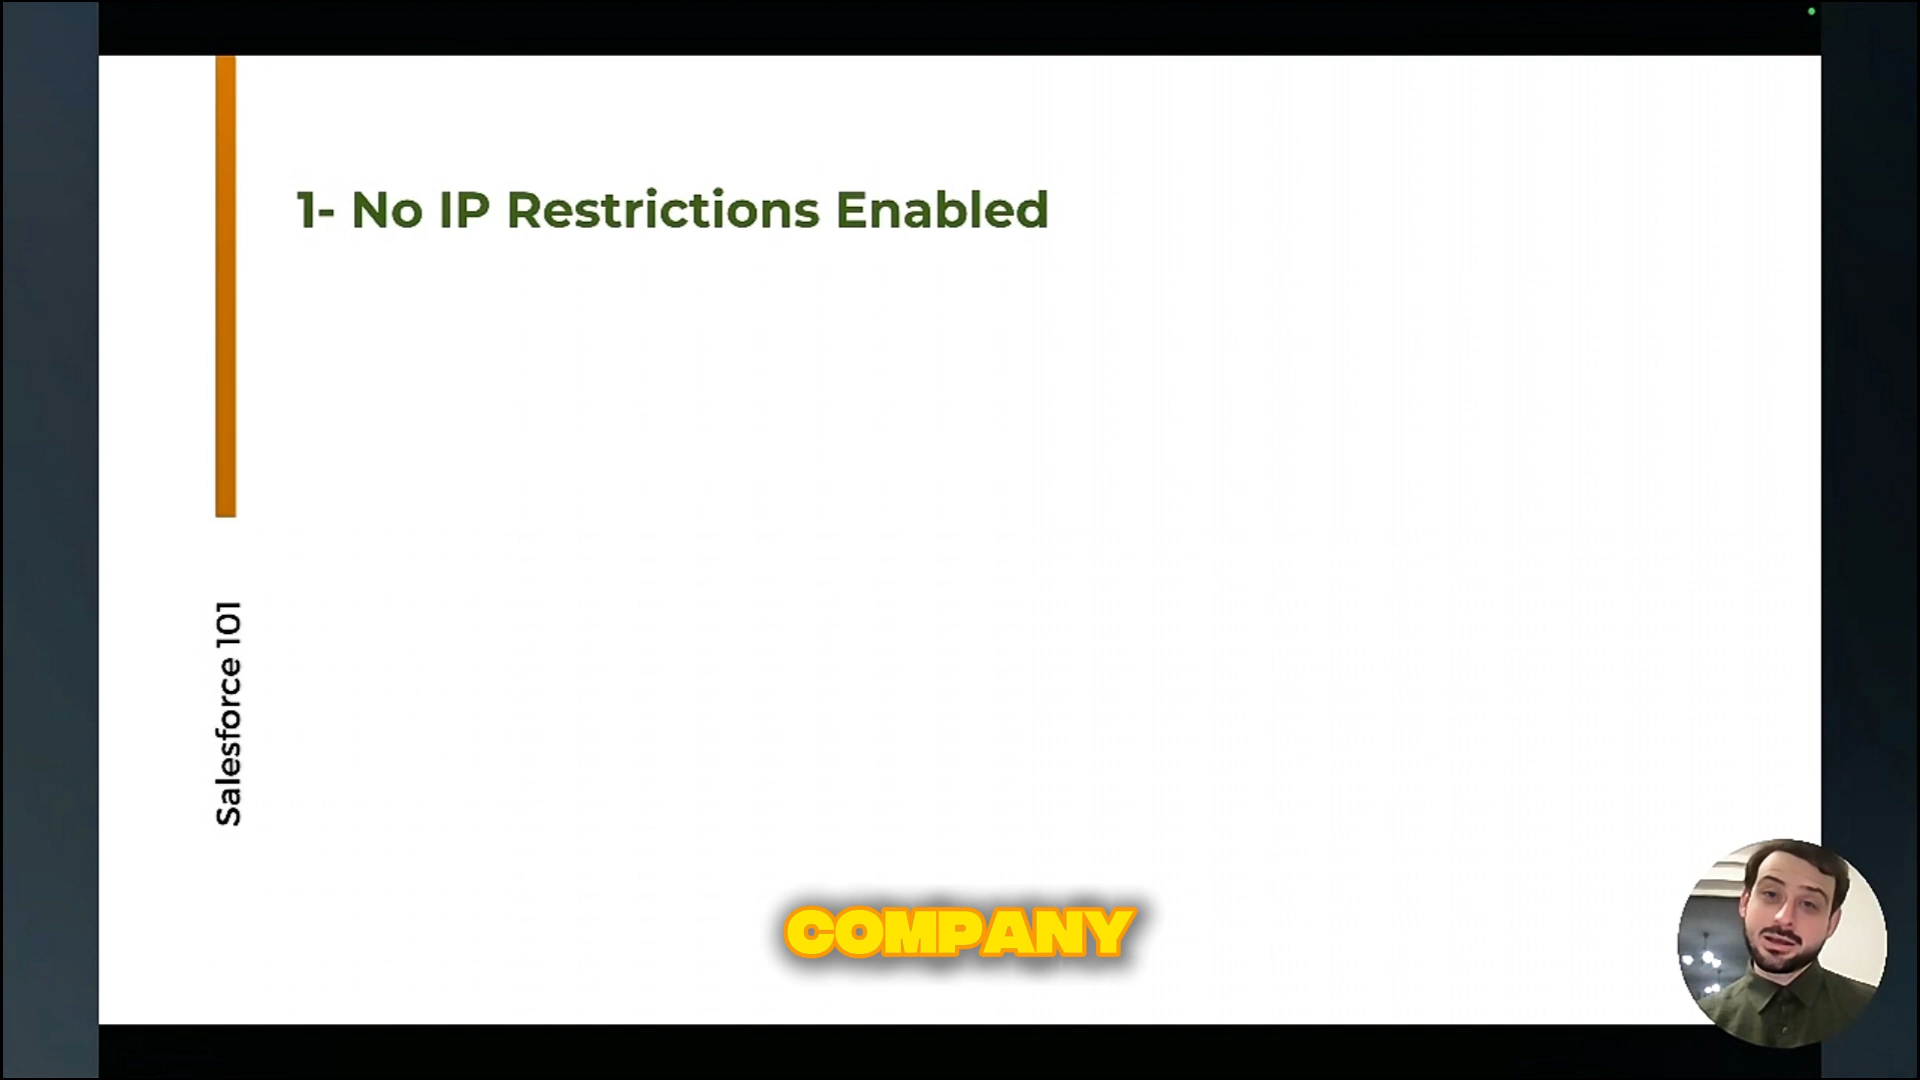 1- No IP Restrictions Enabled
Salesforce 101
COMPANY